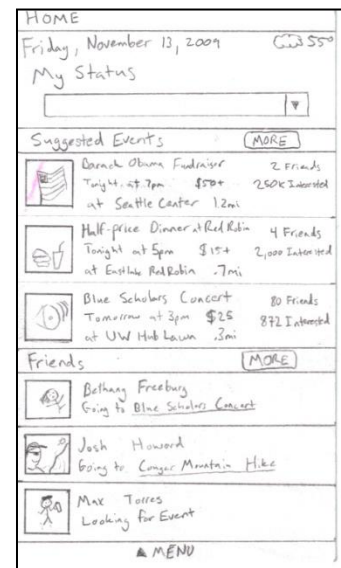 HOME
Friday, November 13, 2009 55°
My Status
Suggested Events MORE
Barack Obama Fundraiser 2 Friends
Tonight at 7pm $50+ 250k Interested
at Seattle Center 1.2mi
Half-price Dinner at Red Robin 4 Friends
Tonight at 5pm $15+ 2,000 Interested
at Eastlake Red Robin .7mi
Blue Scholars Concert 80 Friends
Tomorrow at 3pm $25 872 Interested
at UW Hub Lawn .3mi
Friends MORE
Bethany Freeburg
Going to Blue Scholars Concert
Josh Howard
Going to Conger Mountain Hike
Max Torres
Looking for Event
▲ MENU